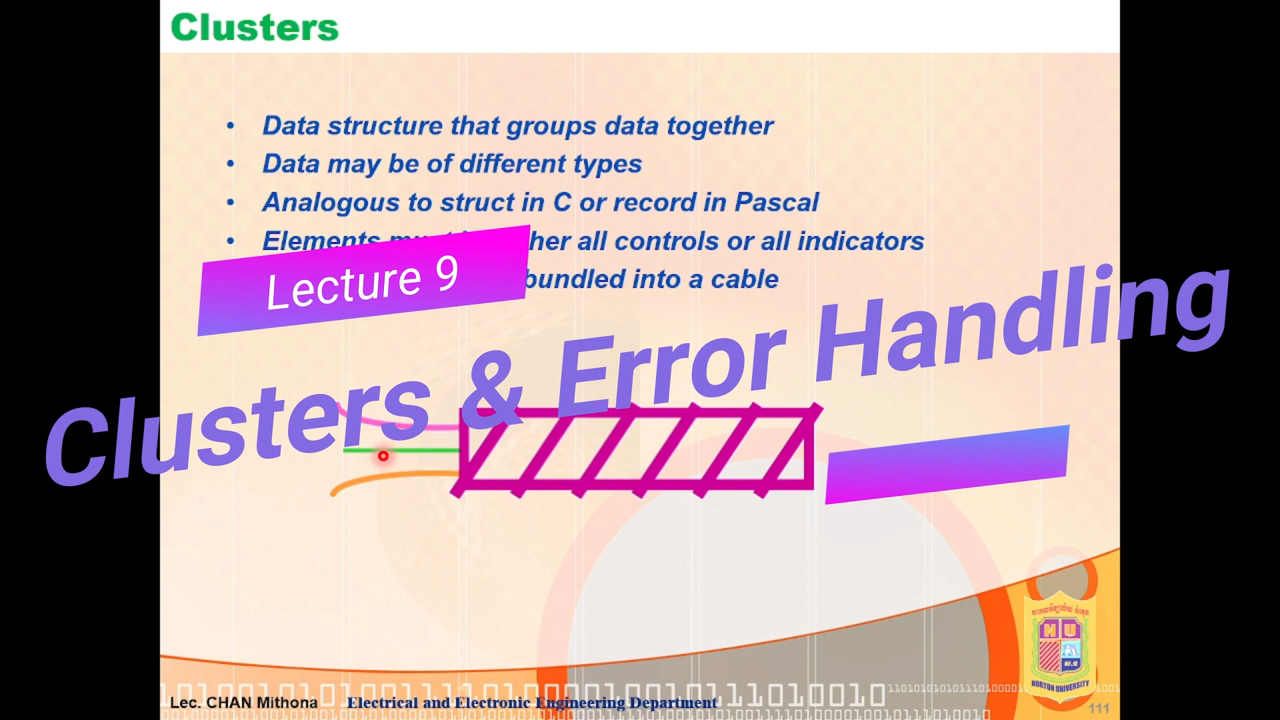 Clusters
• Data structure that groups data together
• Data may be of different types
• Analogous to struct in C or record in Pascal
• Elements all controls or all indicators
bundled into a cable
Lecture 9
Clusters & Error Handling
N U
NORTON UNIVERSITY
Lec. CHAN Mithona Electrical and Electronic Engineering Department
111